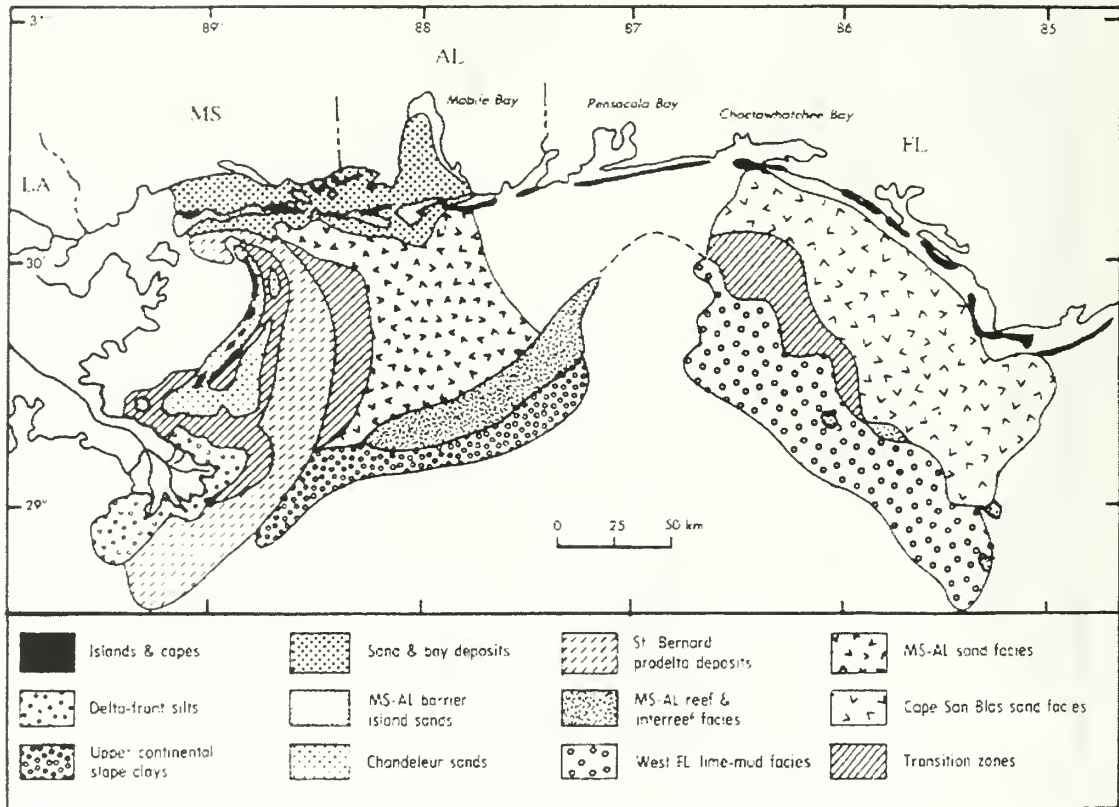 3
89
88
87
86
85
AL
Mobile Bay
Pensacola Bay
Choctawhatchee Bay
MS
FL
LA
30°
29°
0 25 50 km
Islands & capes
Sand & bay deposits
St Bernard
prodelta deposits
MS-AL sand facies
Delta-front silts
MS-AL barrier
island sands
MS-AL reef &
interreef facies
Cape San Blas sand facies
Upper continental
slope clays
Chandeleur sands
West FL lime-mud facies
Transition zones